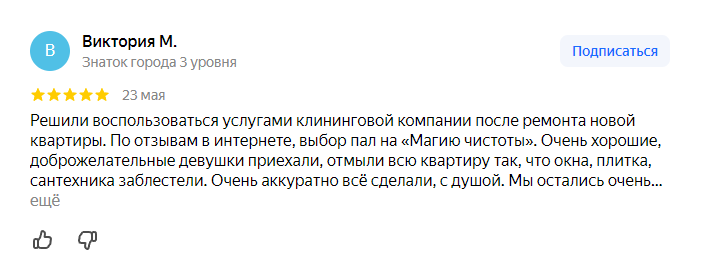 В
Виктория М.
Знаток города 3 уровня
Подписаться
23 мая
Решили воспользоваться услугами клининговой компании после ремонта новой
квартиры. По отзывам в интернете, выбор пал на «Магию чистоты». Очень хорошие,
доброжелательные девушки приехали, отмыли всю квартиру так, что окна, плитка,
сантехника заблестели. Очень аккуратно всё сделали, с душой. Мы остались очень...
ещё